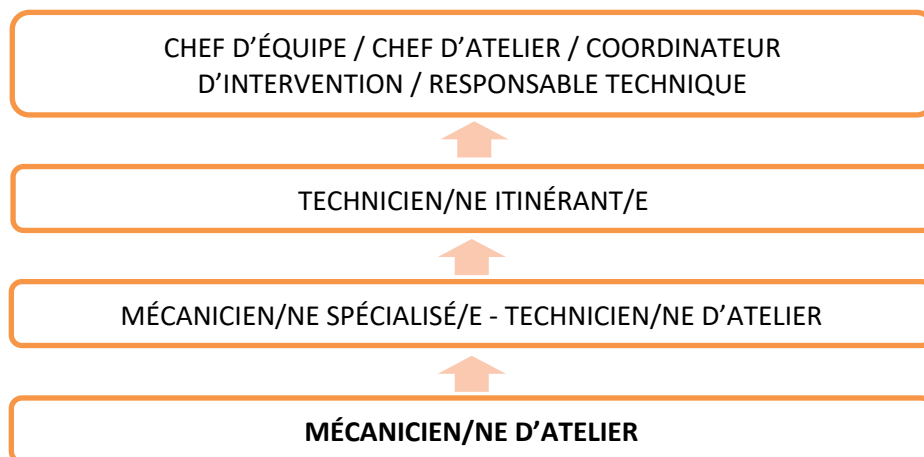 CHEF D’ÉQUIPE / CHEF D’ATELIER / COORDINATEUR
D’INTERVENTION / RESPONSABLE TECHNIQUE
TECHNICIEN/NE ITINÉRANT/E
MÉCANICIEN/NE SPÉCIALISÉ/E - TECHNICIEN/NE D’ATELIER
MÉCANICIEN/NE D’ATELIER